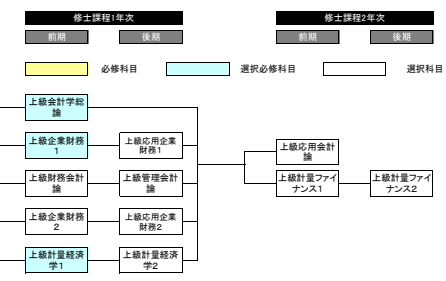 修士課程1年次
修士課程2年次
前期
後期
前期
後期
必修科目
選択必修科目
選択科目
上級会計学総
論
上級企業財務
1
上級応用企業
財務1
上級応用会計
論
上級財務会計
論
上級管理会計
論
上級計量ファイ
ナンス1
上級計量ファイ
ナンス2
上級企業財務
2
上級応用企業
財務2
上級計量経済
学1
上級計量経済
学2